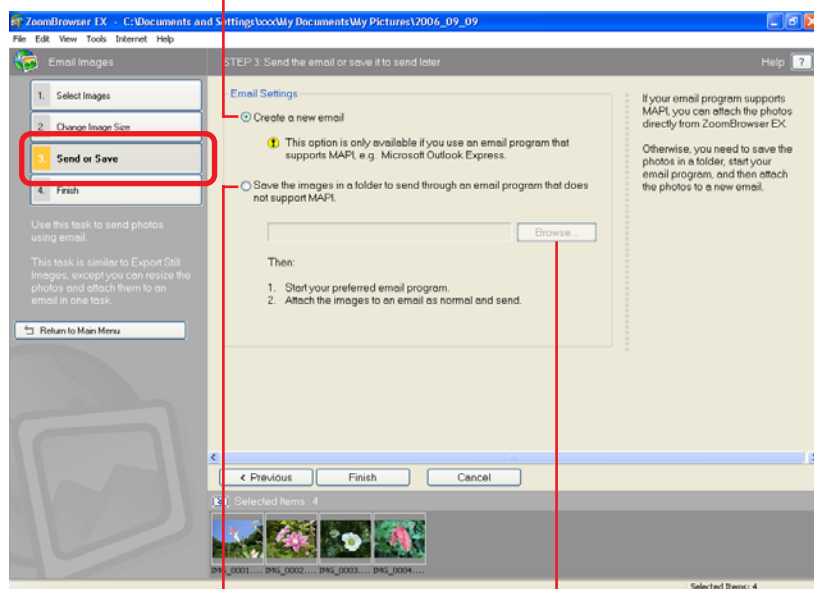 ZoomBrowser EX - C:\Documents and Settings\xxx\My Documents\My Pictures\2006_09_09
File Edit View Tools Internet Help
Email Images
STEP 3: Send the email or save it to send later
Help ?
1. Select Images
2. Change Image Size
3. Send or Save
4. Finish
Use this task to send photos
using email.
This task is similar to Export Still
Images, except you can resize the
photos and attach them to an
email in one task.
Return to Main Menu
Email Settings
Create a new email
This option is only available if you use an email program that
supports MAPI, e.g. Microsoft Outlook Express.
Save the images in a folder to send through an email program that does
not support MAPI.
Browse...
Then:
1. Start your preferred email program.
2. Attach the images to an email as normal and send.
If your email program supports
MAPI, you can attach the photos
directly from ZoomBrowser EX.
Otherwise, you need to save the
photos in a folder, start your
email program, and then attach
the photos to a new email.
< Previous Finish Cancel
Selected Items : 4
IMG_0001.... IMG_0002.... IMG_0003.... IMG_0004....
Selected Items: 4